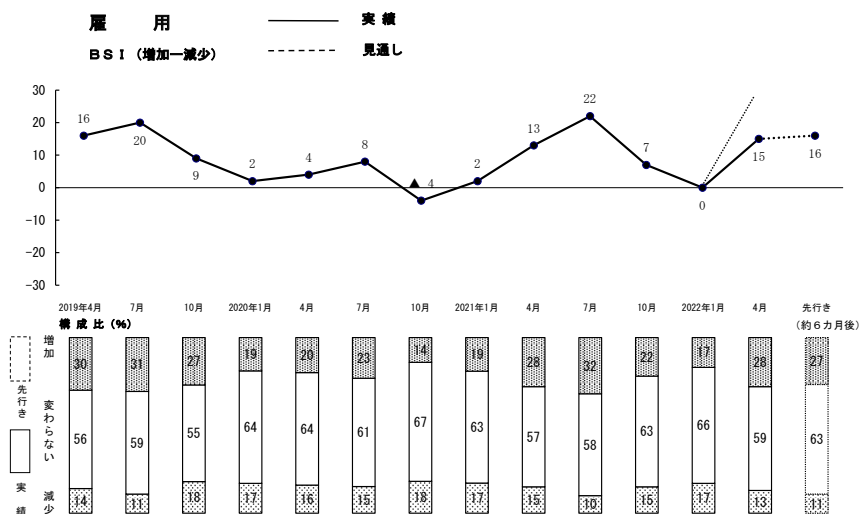 雇 用
実 績
ＢＳＩ（増加－減少）
見通し
30
20
10
0
-10
-20
-30
16 20 9 2 4 8 ▲ 4 2 13 22 7 0 15 16
2019年4月 7月 10月 2020年1月 4月 7月 10月 2021年1月 4月 7月 10月 2022年1月 4月 先行き
（約６カ月後）
構 成 比（％）
増加
30 31 27 19 20 23 14 19 28 32 22 17 28 27
先行き
変わらない
56 59 55 64 64 61 67 63 57 58 63 66 59 63
実績
減少
14 11 18 17 16 15 18 17 15 10 15 17 13 11